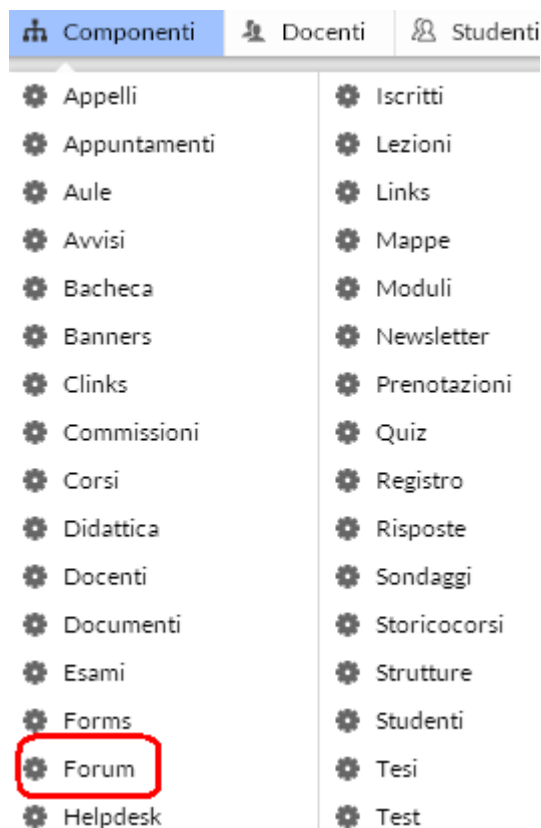 Componenti Docenti Studenti
Appelli
Appuntamenti
Aule
Avvisi
Bacheca
Banners
Clinks
Commissioni
Corsi
Didattica
Docenti
Documenti
Esami
Forms
Forum
Helpdesk
Iscritti
Lezioni
Links
Mappe
Moduli
Newsletter
Prenotazioni
Quiz
Registro
Risposte
Sondaggi
Storicocorsi
Strutture
Studenti
Tesi
Test